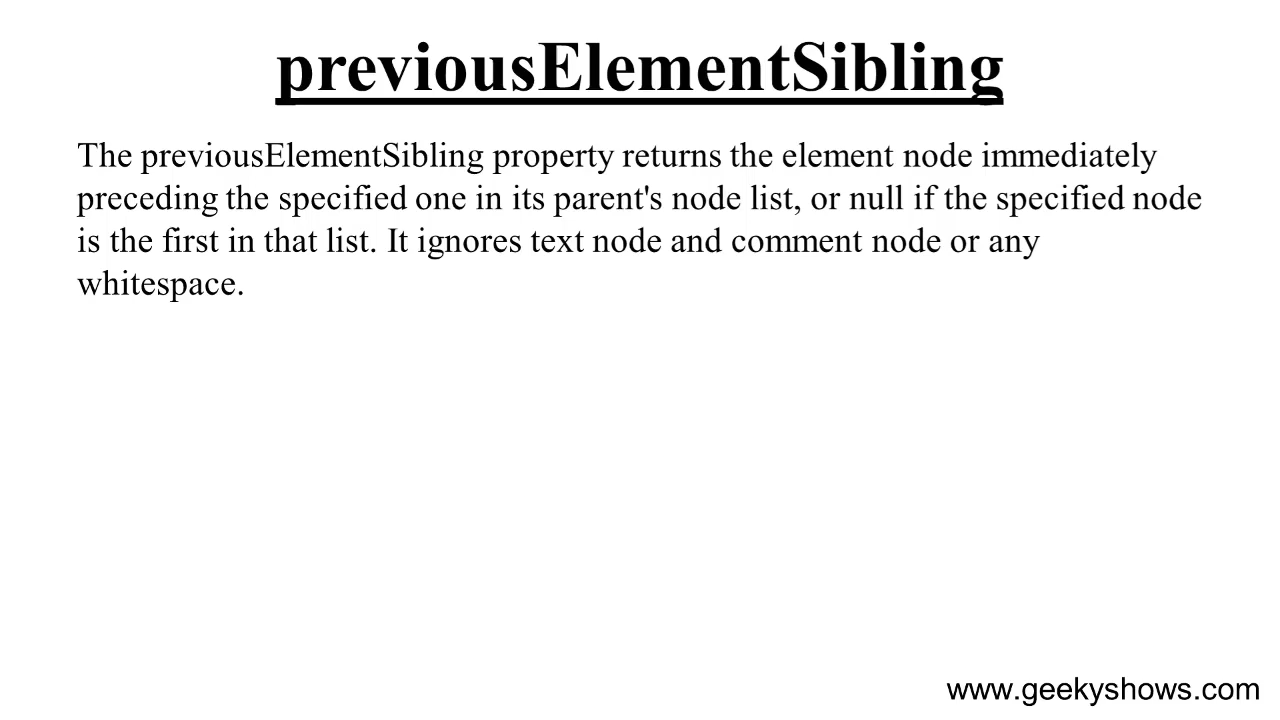 previousElementSibling
The previousElementSibling property returns the element node immediately
preceding the specified one in its parent's node list, or null if the specified node
is the first in that list. It ignores text node and comment node or any
whitespace.
www.geekyshows.com